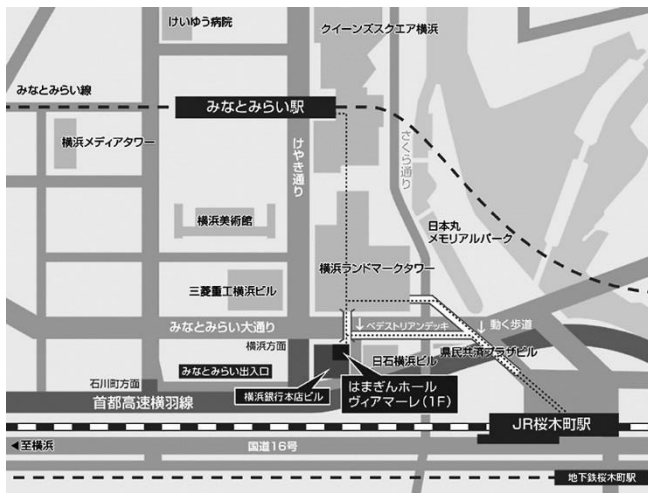 けいゆう病院
クイーンズスクエア横浜
みなとみらい線
みなとみらい駅
横浜メディアタワー
けやき通り
さくら通り
横浜美術館
日本丸
メモリアルパーク
横浜ランドマークタワー
三菱重工横浜ビル
みなとみらい大通り
↓ペデストリアンデッキ
↓動く歩道
横浜方面
日石横浜ビル
県民共済プラザビル
みなとみらい出入口
石川町方面
横浜銀行本店ビル
はまぎんホール
ヴィアマーレ(1F)
首都高速横羽線
JR桜木町駅
◀至横浜
国道16号
地下鉄桜木町駅